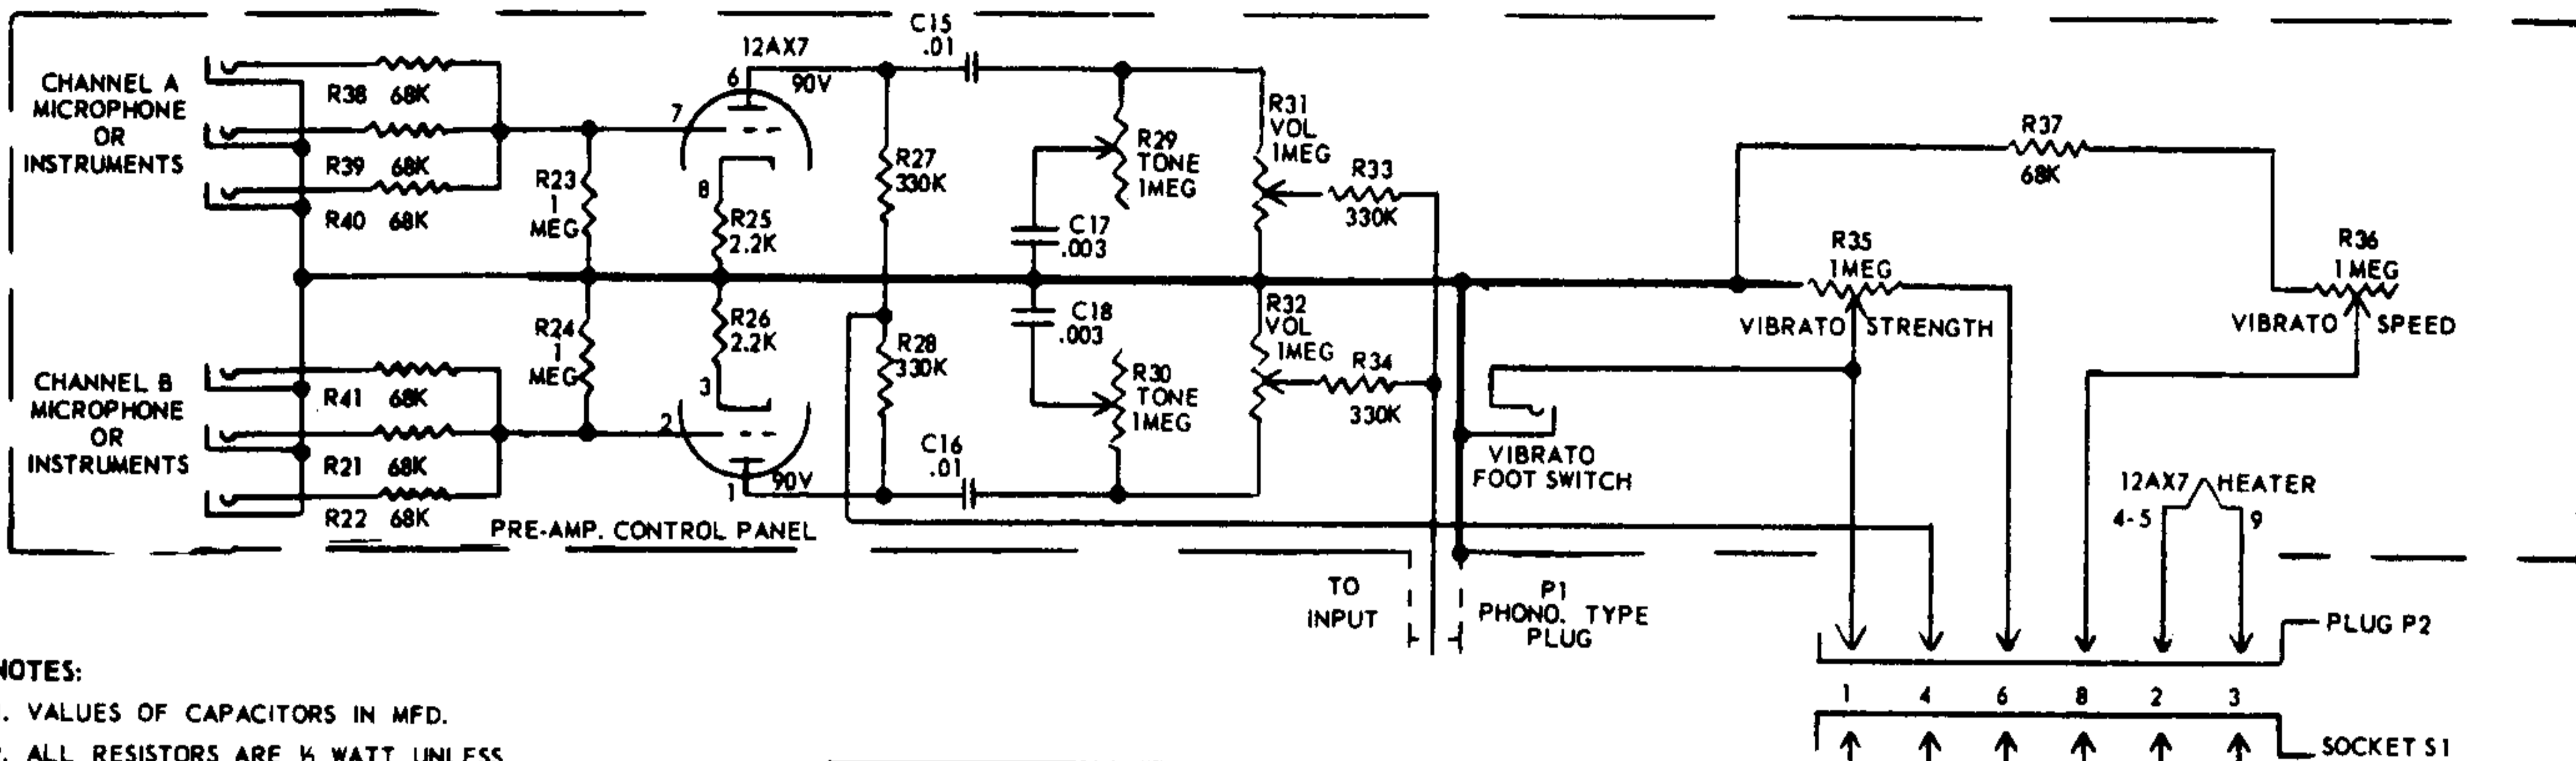 CHANNEL A
MICROPHONE
OR
INSTRUMENTS
R38 68K
R39 68K
R40 68K
R23
1
MEG
12AX7
6
90V
7
8
R25
2.2K
C15
.01
R27
330K
R29
TONE
1MEG
C17
.003
R31
VOL
1MEG
R33
330K
R37
68K
R35
1MEG
VIBRATO STRENGTH
R36
1MEG
VIBRATO SPEED
CHANNEL B
MICROPHONE
OR
INSTRUMENTS
R41 68K
R21 68K
R22 68K
R24
1
MEG
R26
2.2K
3
2
1
90V
R28
330K
C16
.01
C18
.003
R30
TONE
1MEG
R32
VOL
1MEG
R34
330K
VIBRATO
FOOT SWITCH
12AX7 HEATER
4-5
9
PRE-AMP. CONTROL PANEL
TO
INPUT
P1
PHONO. TYPE
PLUG
PLUG P2
1 4 6 8 2 3
SOCKET S1
NOTES:
. VALUES OF CAPACITORS IN MFD.
. ALL RESISTORS ARE ½ WATT UNLESS